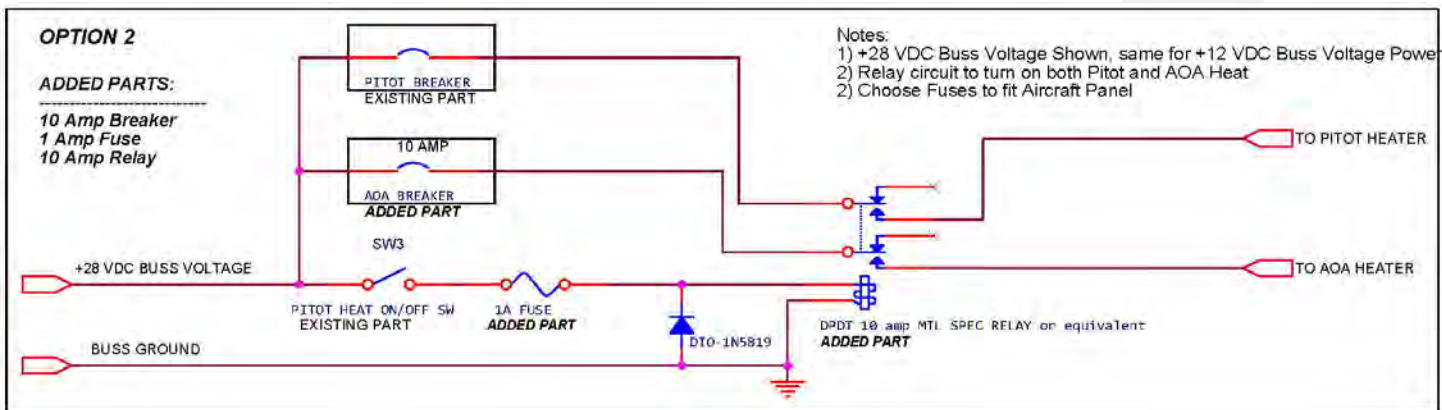 OPTION 2
ADDED PARTS:
----------------------------
10 Amp Breaker
1 Amp Fuse
10 Amp Relay
PITOT BREAKER
EXISTING PART
10 AMP
AOA BREAKER
ADDED PART
Notes:
1) +28 VDC Buss Voltage Shown, same for +12 VDC Buss Voltage Power
2) Relay circuit to turn on both Pitot and AOA Heat
2) Choose Fuses to fit Aircraft Panel
TO PITOT HEATER
TO AOA HEATER
SW3
+28 VDC BUSS VOLTAGE
PITOT HEAT ON/OFF SW
EXISTING PART
1A FUSE
ADDED PART
DIO-1N5819
DPDT 10 amp MIL SPEC RELAY or equivalent
ADDED PART
BUSS GROUND